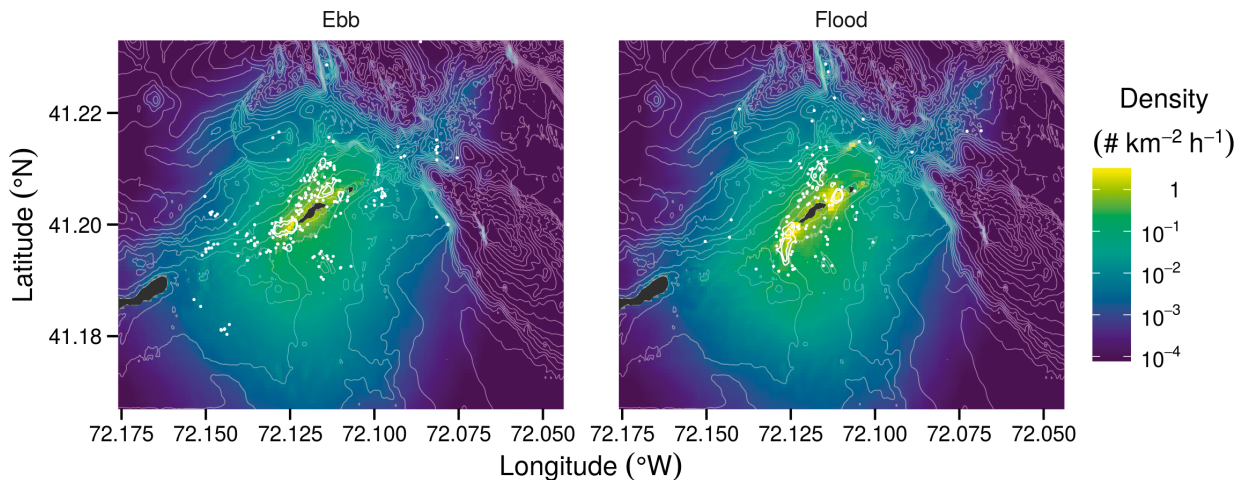 Ebb
Flood
Latitude (°N)
41.22
41.20
41.18
72.175 72.150 72.125 72.100 72.075 72.050
72.175 72.150 72.125 72.100 72.075 72.050
Longitude (°W)
Density
(# km⁻² h⁻¹)
1
10⁻¹
10⁻²
10⁻³
10⁻⁴